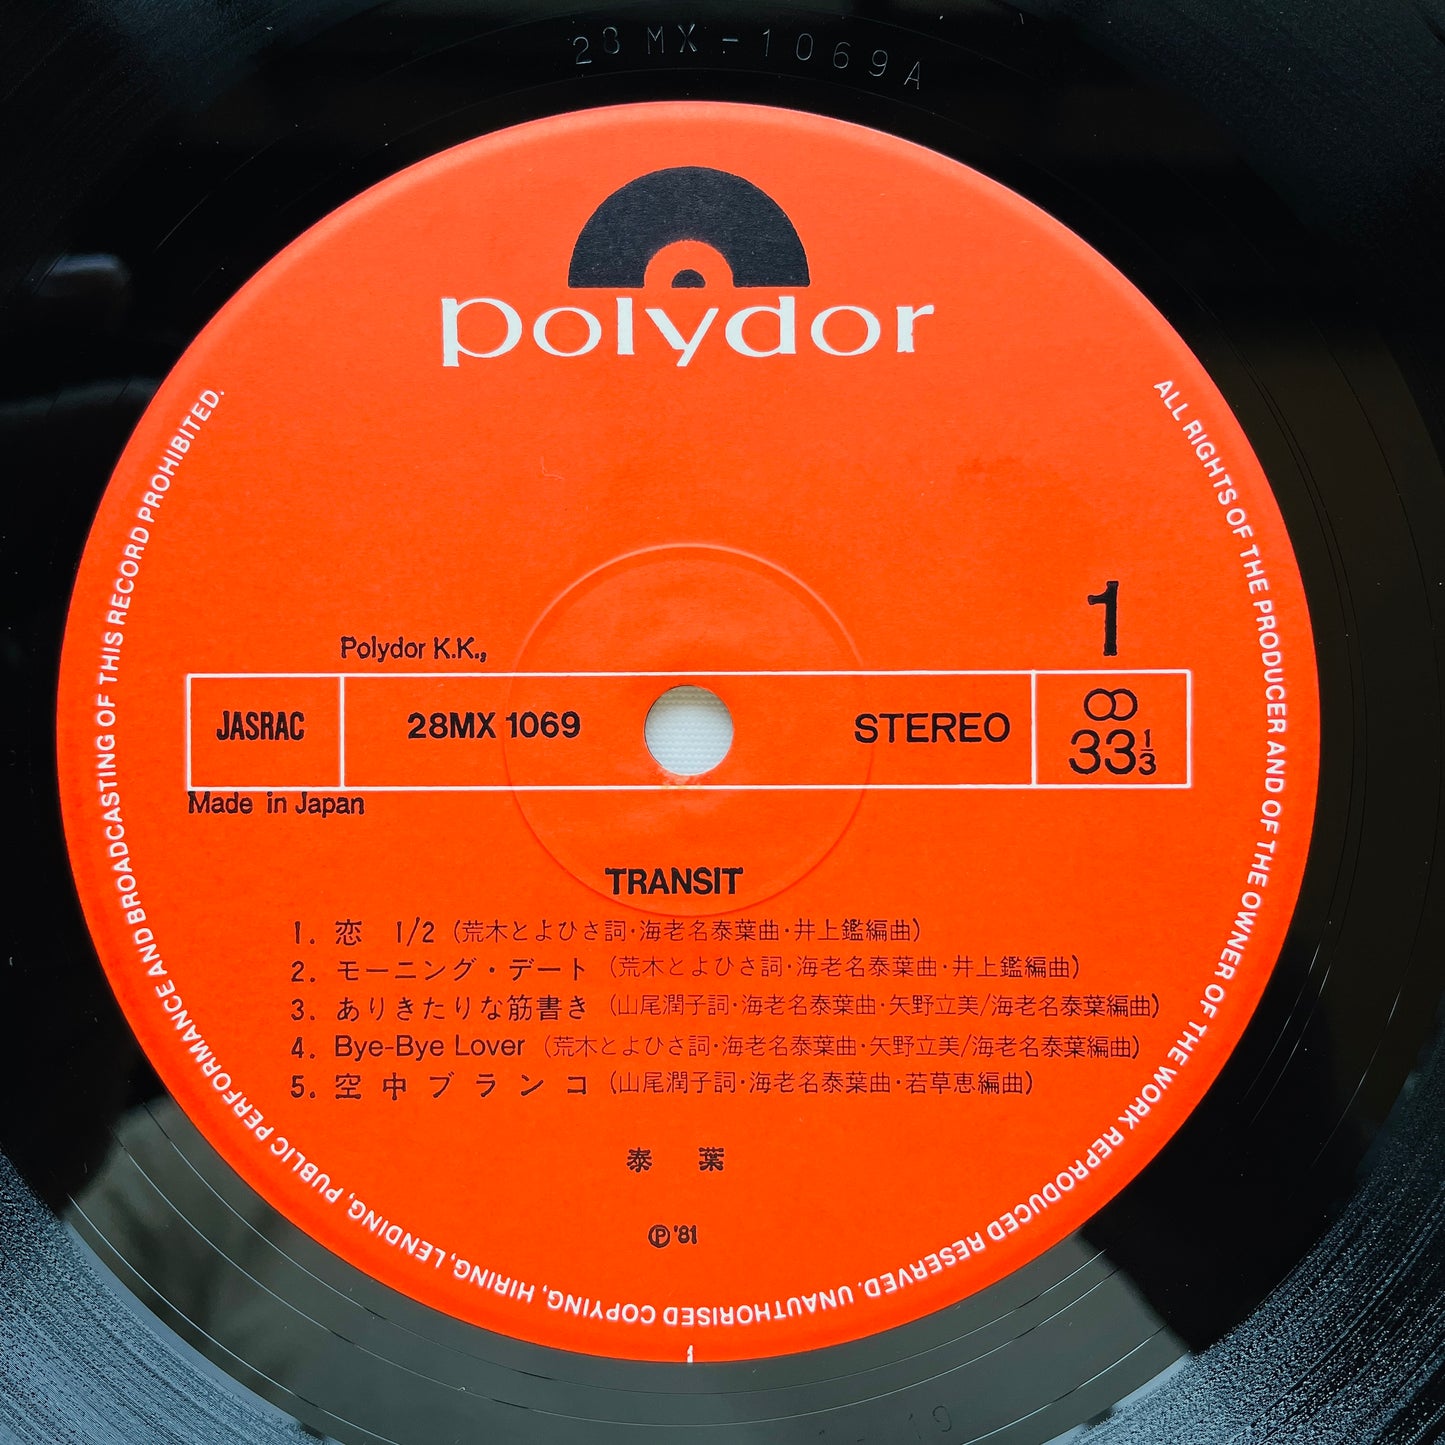 28MX-1069A
polydor
1
Polydor K.K.,
JASRAC
28MX 1069
STEREO
33 1/3
Made in Japan
TRANSIT
1. 恋 1/2 (荒木とよひさ詞・海老名泰葉曲・井上鑑編曲)
2. モーニング・デート (荒木とよひさ詞・海老名泰葉曲・井上鑑編曲)
3. ありきたりな筋書き (山尾潤子詞・海老名泰葉曲・矢野立美/海老名泰葉編曲)
4. Bye-Bye Lover (荒木とよひさ詞・海老名泰葉曲・矢野立美/海老名泰葉編曲)
5. 空中ブランコ (山尾潤子詞・海老名泰葉曲・若草恵編曲)
泰 葉
Ⓟ'81
ALL RIGHTS OF THE PRODUCER AND OF THE OWNER OF THE WORK REPRODUCED RESERVED. UNAUTHORISED COPYING, HIRING, LENDING, PUBLIC PERFORMANCE AND BROADCASTING OF THIS RECORD PROHIBITED.